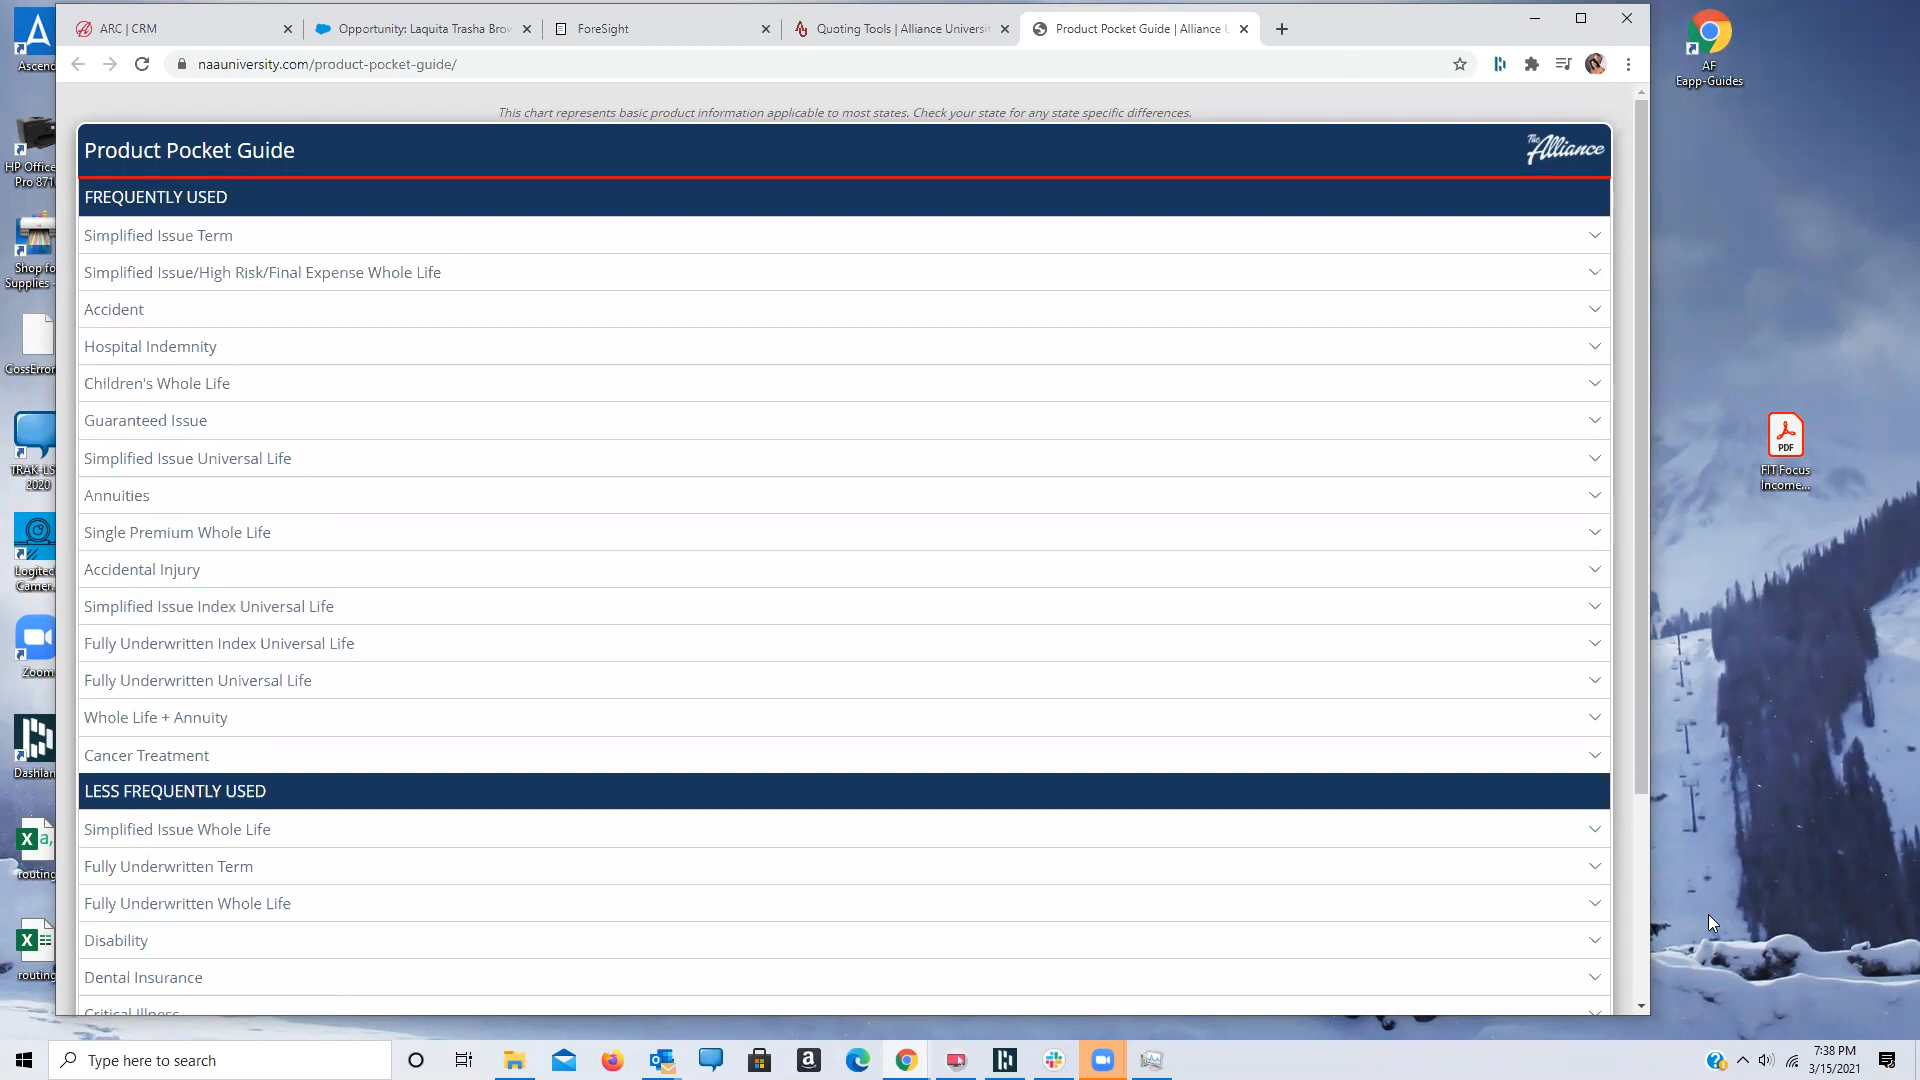 ARC | CRM
Opportunity: Laquita Trasha Brow
ForeSight
Quoting Tools | Alliance Universit
Product Pocket Guide | Alliance U
naauniversity.com/product-pocket-guide/
This chart represents basic product information applicable to most states. Check your state for any state specific differences.
Product Pocket Guide
The Alliance
FREQUENTLY USED
Simplified Issue Term
Simplified Issue/High Risk/Final Expense Whole Life
Accident
Hospital Indemnity
Children's Whole Life
Guaranteed Issue
Simplified Issue Universal Life
Annuities
Single Premium Whole Life
Accidental Injury
Simplified Issue Index Universal Life
Fully Underwritten Index Universal Life
Fully Underwritten Universal Life
Whole Life + Annuity
Cancer Treatment
LESS FREQUENTLY USED
Simplified Issue Whole Life
Fully Underwritten Term
Fully Underwritten Whole Life
Disability
Dental Insurance
Critical Illness
Ascend
HP Office
Pro 871
Shop fo
Supplies -
CossError
TRAK-LS
2020
Logitec
Camer..
Zoom
Dashlan
routing
routing
AF
Eapp-Guides
PDF
FIT Focus
Income...
Type here to search
7:38 PM
3/15/2021